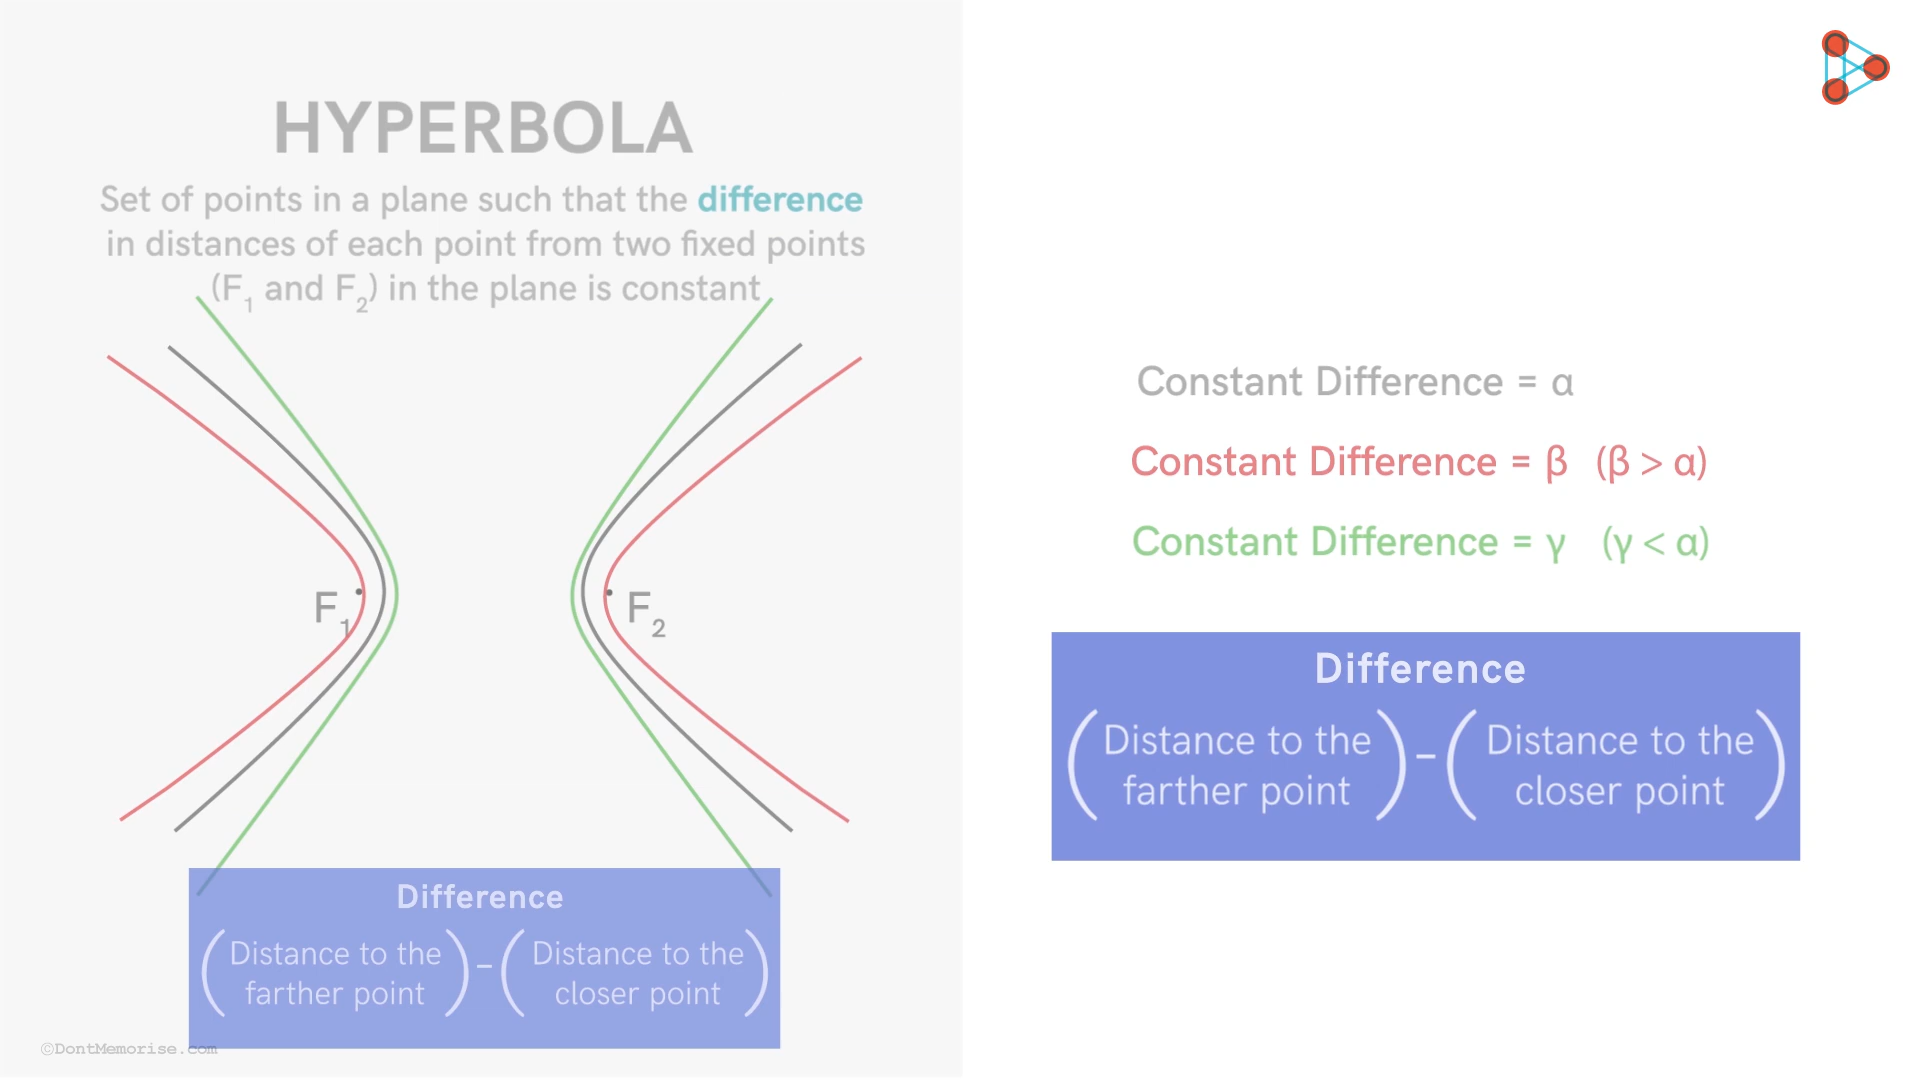 HYPERBOLA
Set of points in a plane such that the difference
in distances of each point from two fixed points
(F₁ and F₂) in the plane is constant
F₁
F₂
Difference
(Distance to the farther point) – (Distance to the closer point)
©DontMemorise.com
Constant Difference = α
Constant Difference = β (β > α)
Constant Difference = γ (γ < α)
Difference
(Distance to the farther point) – (Distance to the closer point)